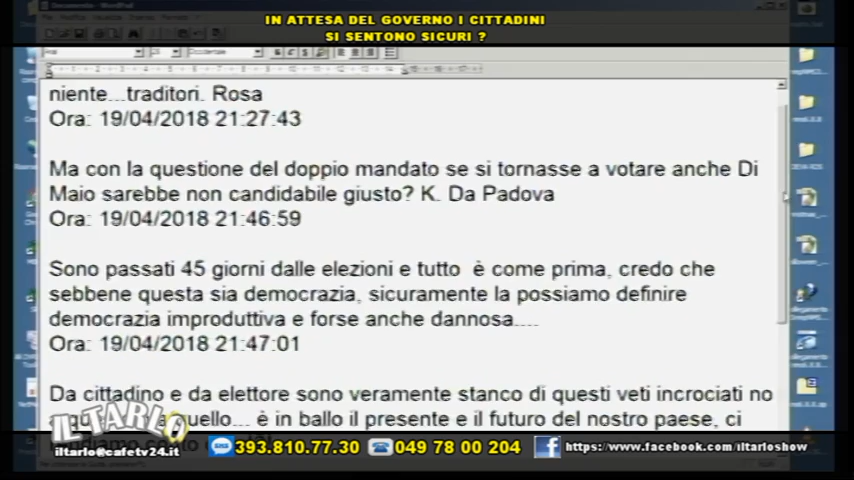 IN ATTESA DEL GOVERNO I CITTADINI
SI SENTONO SICURI ?
niente...traditori. Rosa
Ora: 19/04/2018 21:27:43
Ma con la questione del doppio mandato se si tornasse a votare anche Di
Maio sarebbe non candidabile giusto? K. Da Padova
Ora: 19/04/2018 21:46:59
Sono passati 45 giorni dalle elezioni e tutto è come prima, credo che
sebbene questa sia democrazia, sicuramente la possiamo definire
democrazia improduttiva e forse anche dannosa....
Ora: 19/04/2018 21:47:01
Da cittadino e da elettore sono veramente stanco di questi veti incrociati no
quello... è in ballo il presente e il futuro del nostro paese, ci
IL TARLO
iltarlo@cafetv24.it
SMS
393.810.77.30
049 78 00 204
f
https://www.facebook.com/iltarloshow